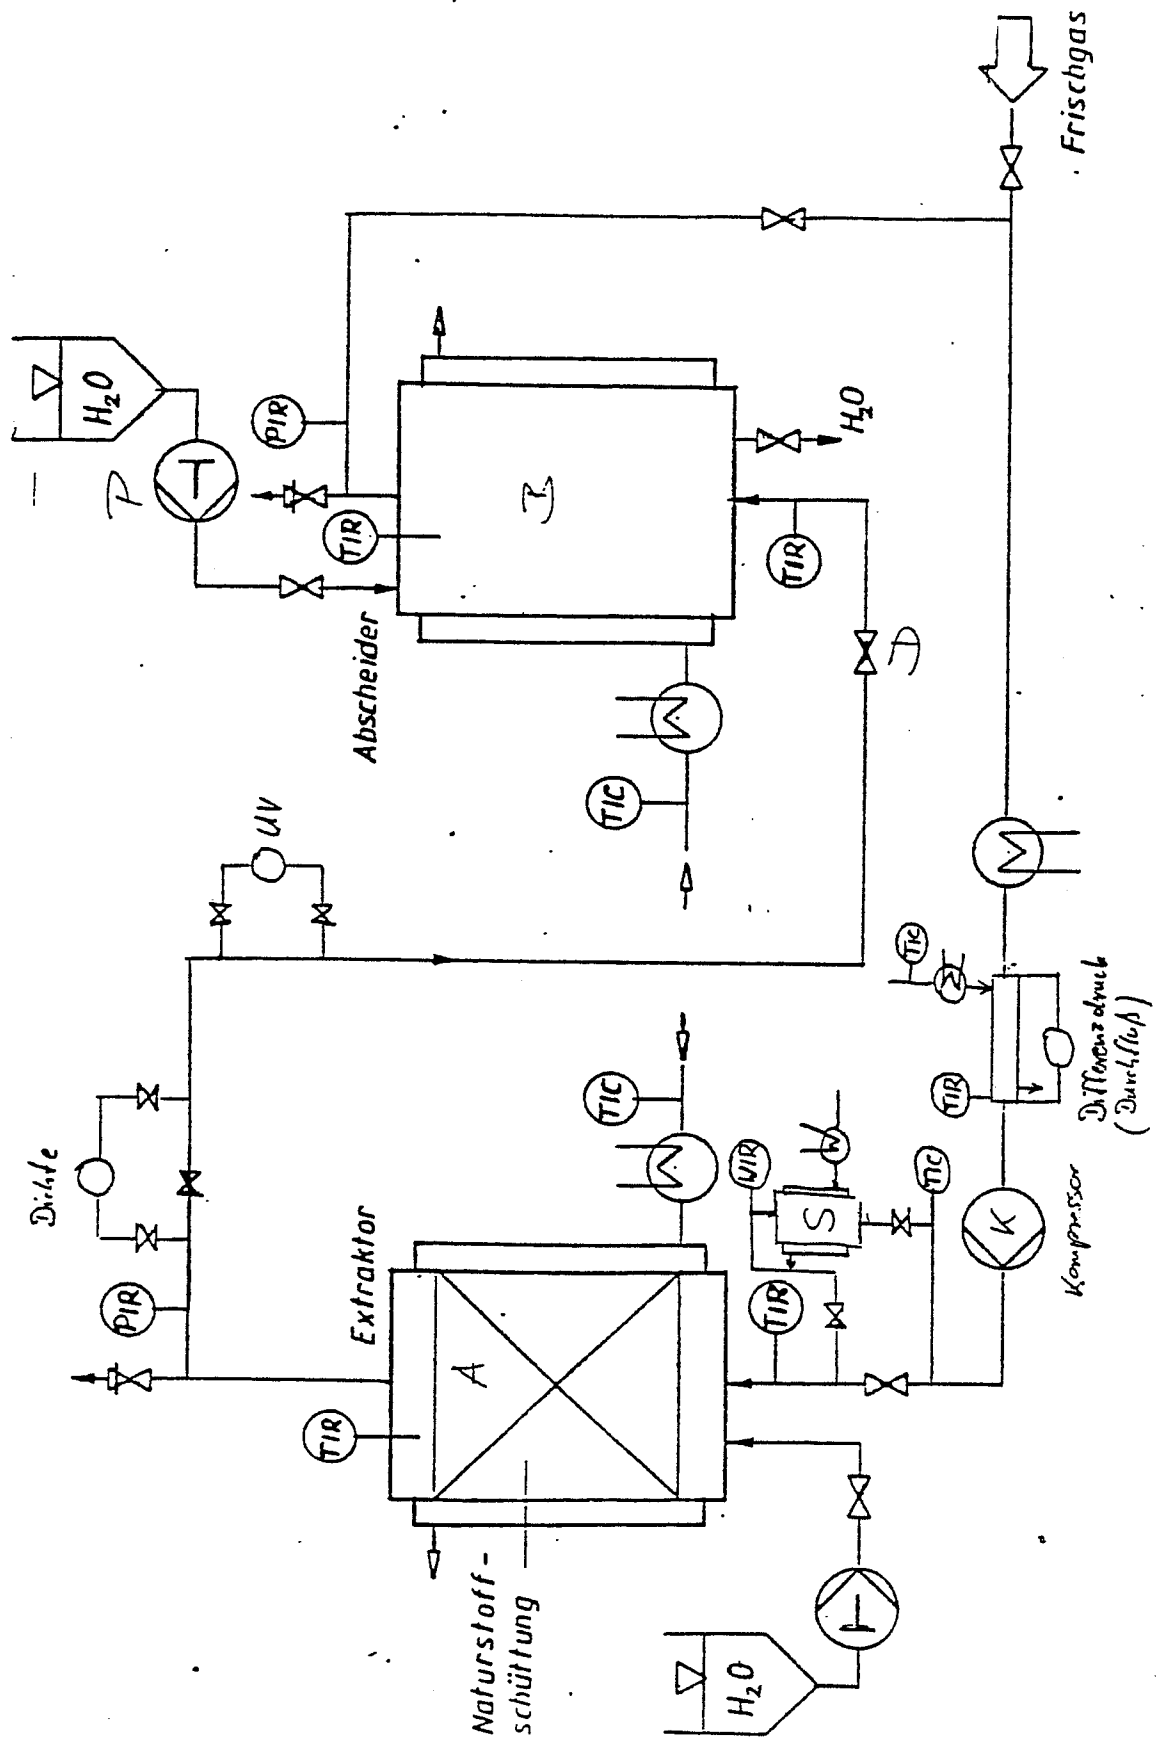 Dichte
H₂O
P
PIR
UV
PIR
TIR
TIR
Extraktor
Abscheider
A
Naturstoff-
schüttung
B
TIC
TIC
H₂O
WIR
TIR
TIR
S
H₂O
D
TIC
TIC
TIR
K
Kompressor
Differenzdruck
(Durchfluß)
Frischgas